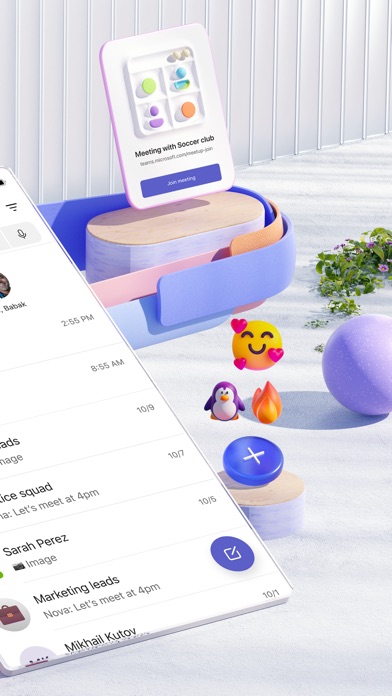 Meeting with Soccer club
teams.microsoft.com/meetup-join
Join meeting
, Babak
2:55 PM
8:55 AM
eads
10/9
mage
ice squad
10/7
na: Let's meet at 4pm
Sarah Perez
10/5
Image
Marketing leads
Nova: Let's meet at 4pm
Mikhail Kutov
10/1